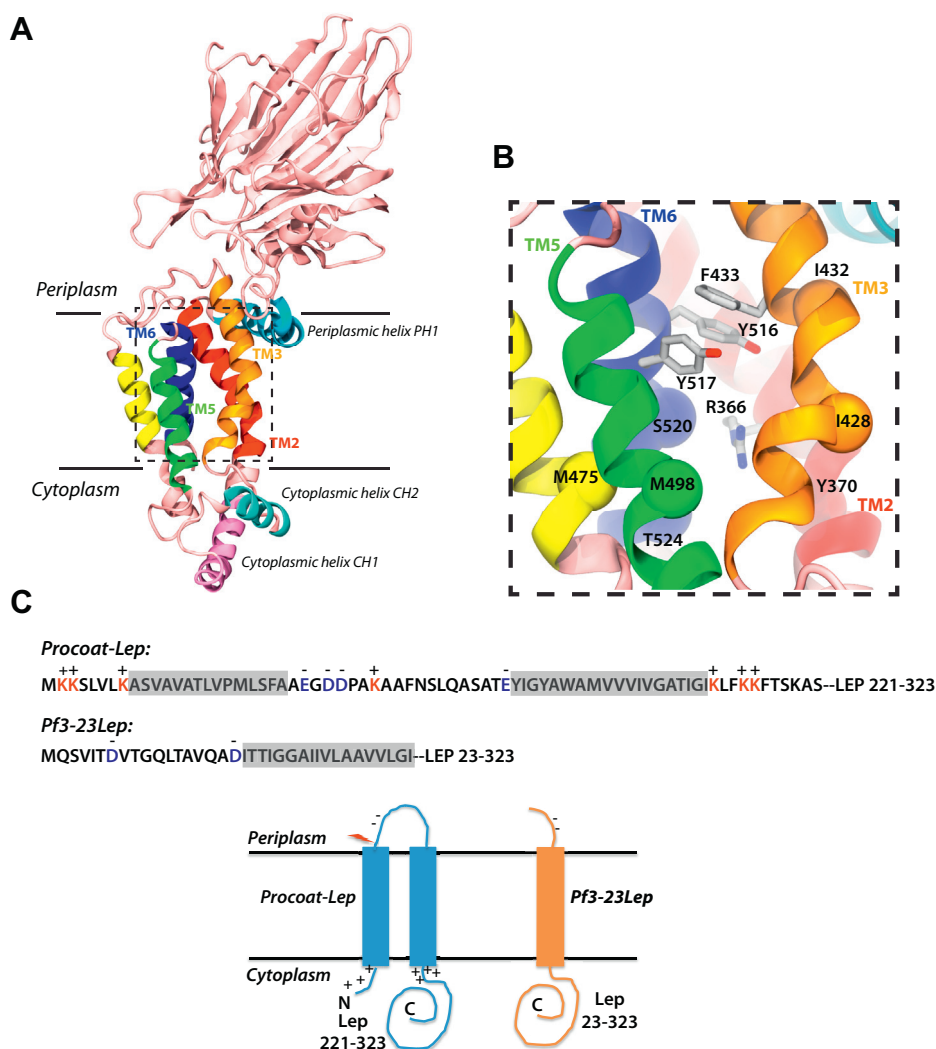 A
Periplasm
Periplasmic helix PH1
TM6
TM3
TM5
TM2
Cytoplasm
Cytoplasmic helix CH2
Cytoplasmic helix CH1
B
TM6
TM5
F433
I432
TM3
Y516
Y517
R366
S520
I428
M475
M498
Y370
TM2
T524
C
Procoat-Lep:
++ + - -- + - + ++
MKKSLVLKASVAVATLVPMLSFAAEGDDPAKAAFNSLQASATEYIGYAWAMVVVIVGATIGIKLFKKFTSKAS--LEP 221-323
Pf3-23Lep:
- -
MQSVITDVTGQLTAVQADITTIGGAIIVLAAVVLGI--LEP 23-323
- -
- -
Periplasm
Procoat-Lep
Pf3-23Lep
Cytoplasm
+ + +
+ + + +
N
C
C
Lep
221-323
Lep
23-323